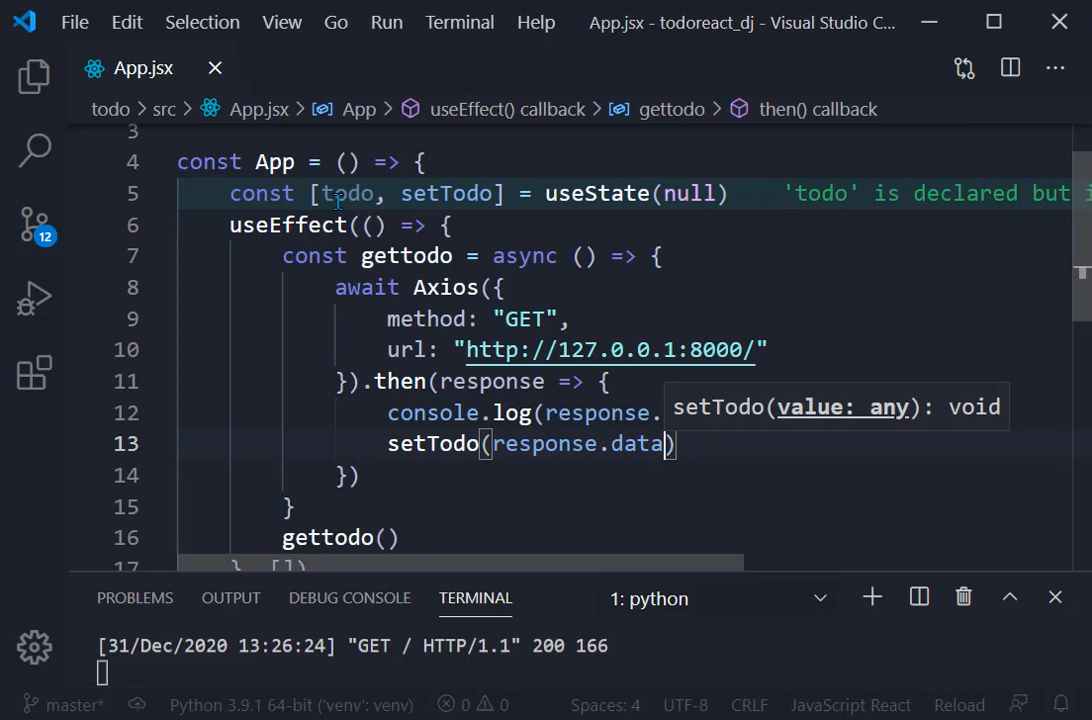 File Edit Selection View Go Run Terminal Help App.jsx - todoreact_dj - Visual Studio C...
App.jsx
todo > src > App.jsx > App > useEffect() callback > gettodo > then() callback
3
4 const App = () => {
5 const [todo, setTodo] = useState(null) 'todo' is declared but i
6 useEffect(() => {
7 const gettodo = async () => {
8 await Axios({
9 method: "GET",
10 url: "http://127.0.0.1:8000/"
11 }).then(response => {
12 console.log(response.
setTodo(value: any): void
13 setTodo(response.data)
14 })
15 }
16 gettodo()
17 }, [])
12
PROBLEMS OUTPUT DEBUG CONSOLE TERMINAL 1: python
[31/Dec/2020 13:26:24] "GET / HTTP/1.1" 200 166
master* Python 3.9.1 64-bit ('venv': venv) 0 0 Spaces: 4 UTF-8 CRLF JavaScript React Reload